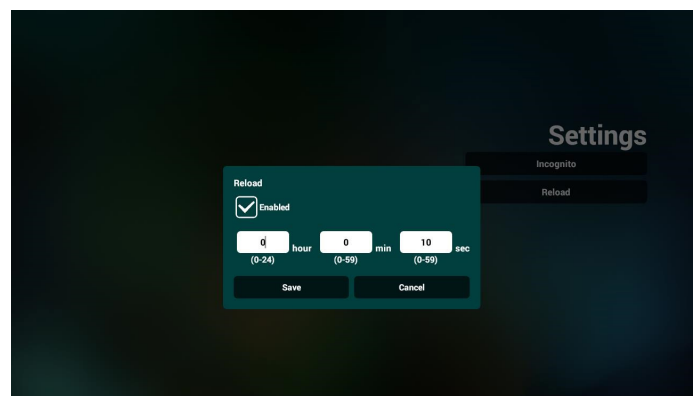 Settings
Incognito
Reload
Reload
Enabled
0 hour 0 min 10 sec
(0-24) (0-59) (0-59)
Save Cancel